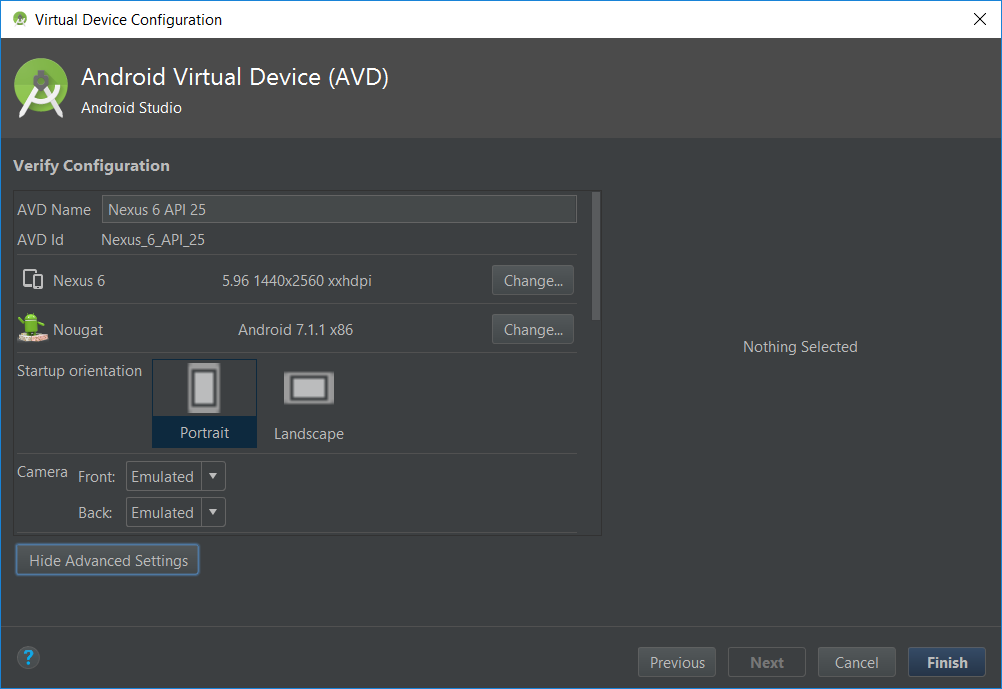 Virtual Device Configuration
Android Virtual Device (AVD)
Android Studio
Verify Configuration
AVD Name Nexus 6 API 25
AVD Id Nexus_6_API_25
Nexus 6 5.96 1440x2560 xxhdpi Change...
Nougat Android 7.1.1 x86 Change...
Nothing Selected
Startup orientation
Portrait Landscape
Camera Front: Emulated
Back: Emulated
Hide Advanced Settings
? Previous Next Cancel Finish